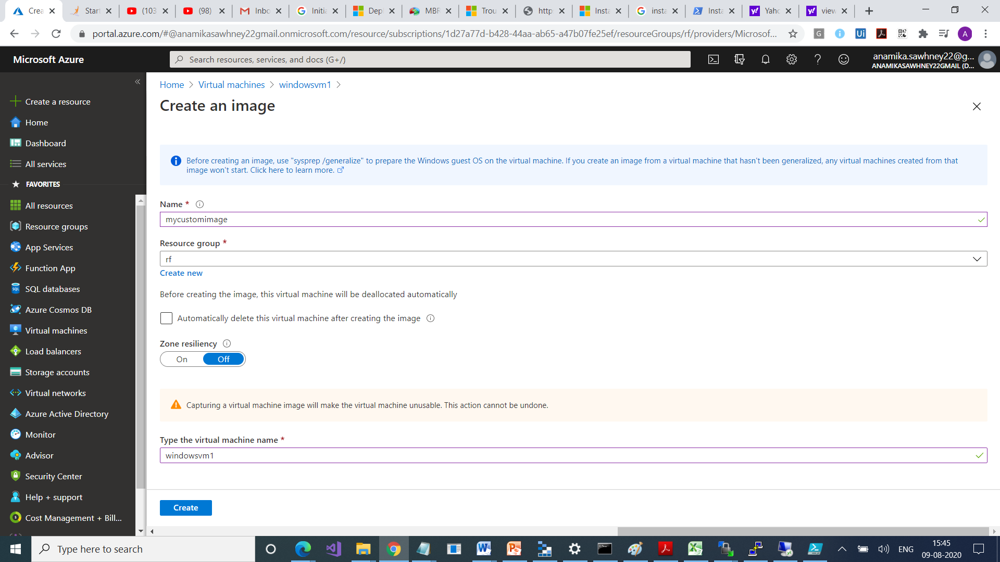 Crea
Start
(103
(98)
Inbo
Initia
Depl
MBR
Trou
http
Insta
insta
Insta
Yaho
view
portal.azure.com/#@anamikasawhney22gmail.onmicrosoft.com/resource/subscriptions/1d27a77d-b428-44aa-ab65-a47b07fe25ef/resourceGroups/rf/providers/Microsof...
Microsoft Azure
Search resources, services, and docs (G+/)
anamika.sawhney22@g...
ANAMIKASAWHNEY22GMAIL (D...
Create a resource
Home
Dashboard
All services
FAVORITES
All resources
Resource groups
App Services
Function App
SQL databases
Azure Cosmos DB
Virtual machines
Load balancers
Storage accounts
Virtual networks
Azure Active Directory
Monitor
Advisor
Security Center
Help + support
Cost Management + Bill...
Home > Virtual machines > windowsvm1 >
Create an image
Before creating an image, use "sysprep /generalize" to prepare the Windows guest OS on the virtual machine. If you create an image from a virtual machine that hasn't been generalized, any virtual machines created from that
image won't start. Click here to learn more.
Name *
mycustomimage
Resource group *
rf
Create new
Before creating the image, this virtual machine will be deallocated automatically
Automatically delete this virtual machine after creating the image
Zone resiliency
On Off
Capturing a virtual machine image will make the virtual machine unusable. This action cannot be undone.
Type the virtual machine name *
windowsvm1
Create
Type here to search
ENG
15:45
09-08-2020